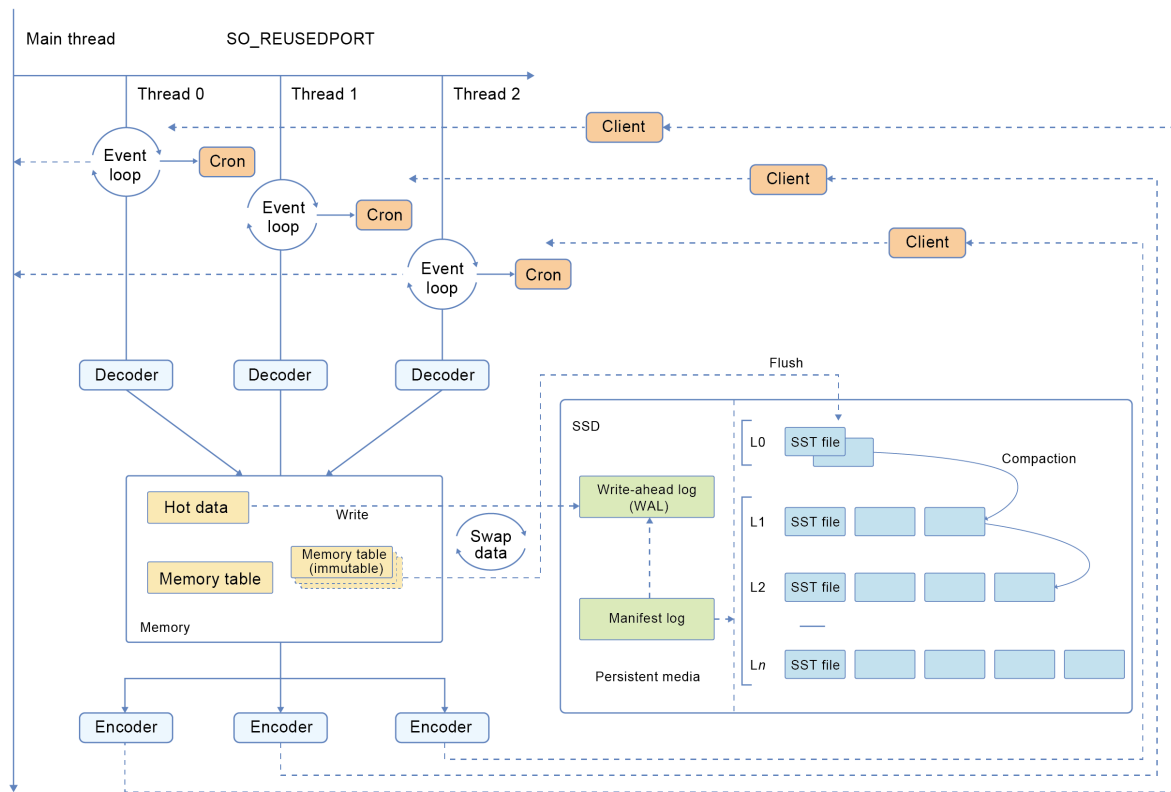 Main thread
SO_REUSEDPORT
Thread 0
Thread 1
Thread 2
Client
Event
loop
Cron
Client
Event
loop
Cron
Client
Event
loop
Cron
Decoder
Decoder
Decoder
Flush
SSD
L0
SST file
Compaction
Hot data
Write
Write-ahead log
(WAL)
Swap
data
L1
SST file
Memory table
Memory table
(immutable)
L2
SST file
Memory
Manifest log
Persistent media
Ln
SST file
Encoder
Encoder
Encoder